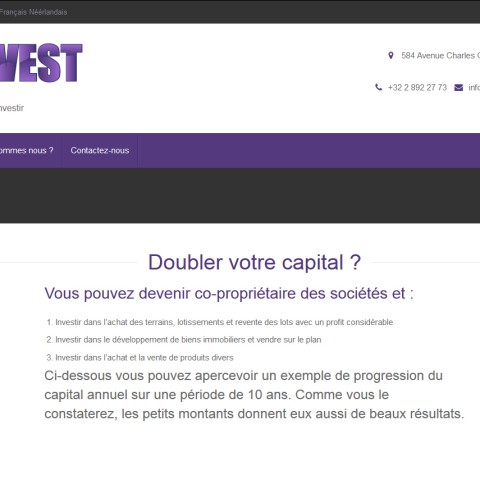 Français Néérlandais
VEST
584 Avenue Charles
+32 2 892 27 73 inf
nvestir
ommes nous ? Contactez-nous
Doubler votre capital ?
Vous pouvez devenir co-propriétaire des sociétés et :
1. Investir dans l'achat des terrains, lotissements et revente des lots avec un profit considérable
2. Investir dans le développement de biens immobiliers et vendre sur le plan
3. Investir dans l'achat et la vente de produits divers
Ci-dessous vous pouvez apercevoir un exemple de progression du
capital annuel sur une période de 10 ans. Comme vous le
constaterez, les petits montants donnent eux aussi de beaux résultats.